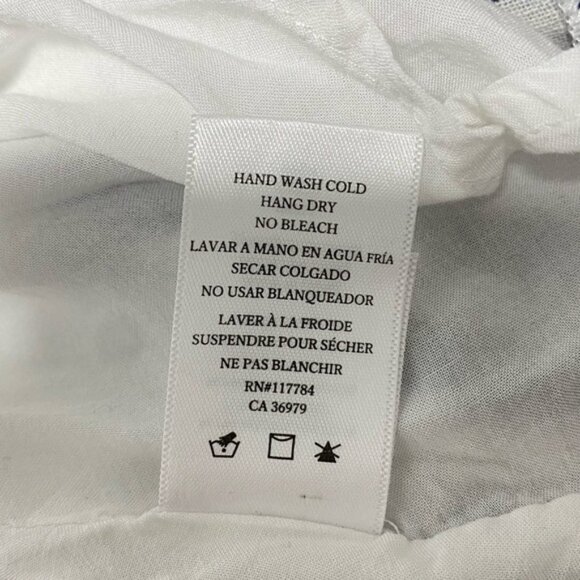 HAND WASH COLD
HANG DRY
NO BLEACH
LAVAR A MANO EN AGUA FRÍA
SECAR COLGADO
NO USAR BLANQUEADOR
LAVER À LA FROIDE
SUSPENDRE POUR SÉCHER
NE PAS BLANCHIR
RN#117784
CA 36979